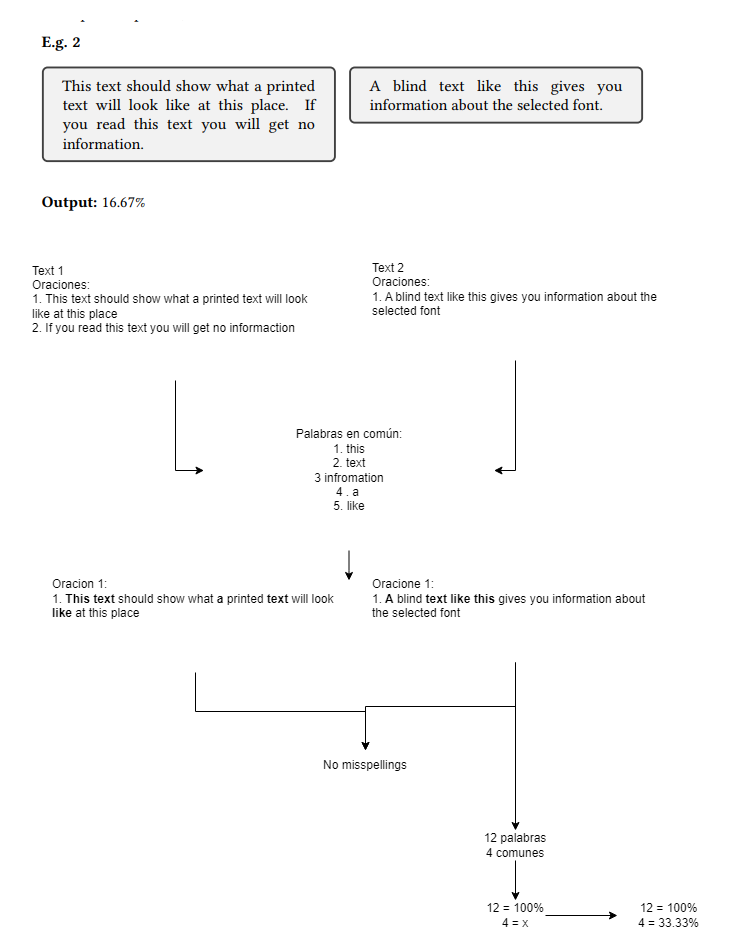 E.g. 2
This text should show what a printed
text will look like at this place. If
you read this text you will get no
information.
A blind text like this gives you
information about the selected font.
Output: 16.67%
Text 1
Oraciones:
1. This text should show what a printed text will look
like at this place
2. If you read this text you will get no informaction
Text 2
Oraciones:
1. A blind text like this gives you information about the
selected font
Palabras en común:
1. this
2. text
3 infromation
4 . a
5. like
Oracion 1:
1. This text should show what a printed text will look
like at this place
Oracione 1:
1. A blind text like this gives you information about
the selected font
No misspellings
12 palabras
4 comunes
12 = 100%
4 = x
12 = 100%
4 = 33.33%